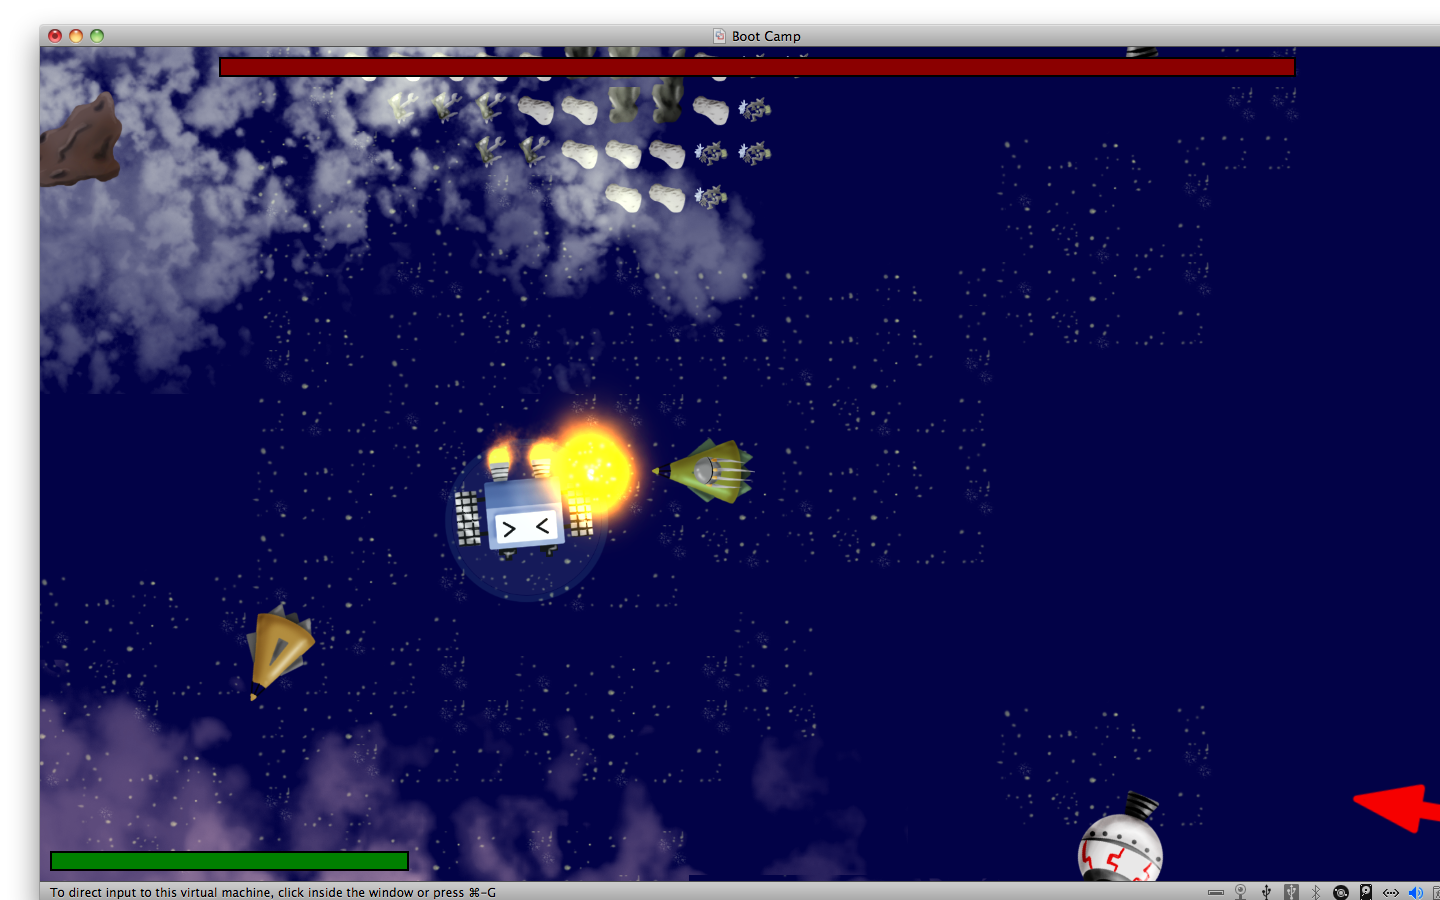 Boot Camp
To direct input to this virtual machine, click inside the window or press ⌘-G